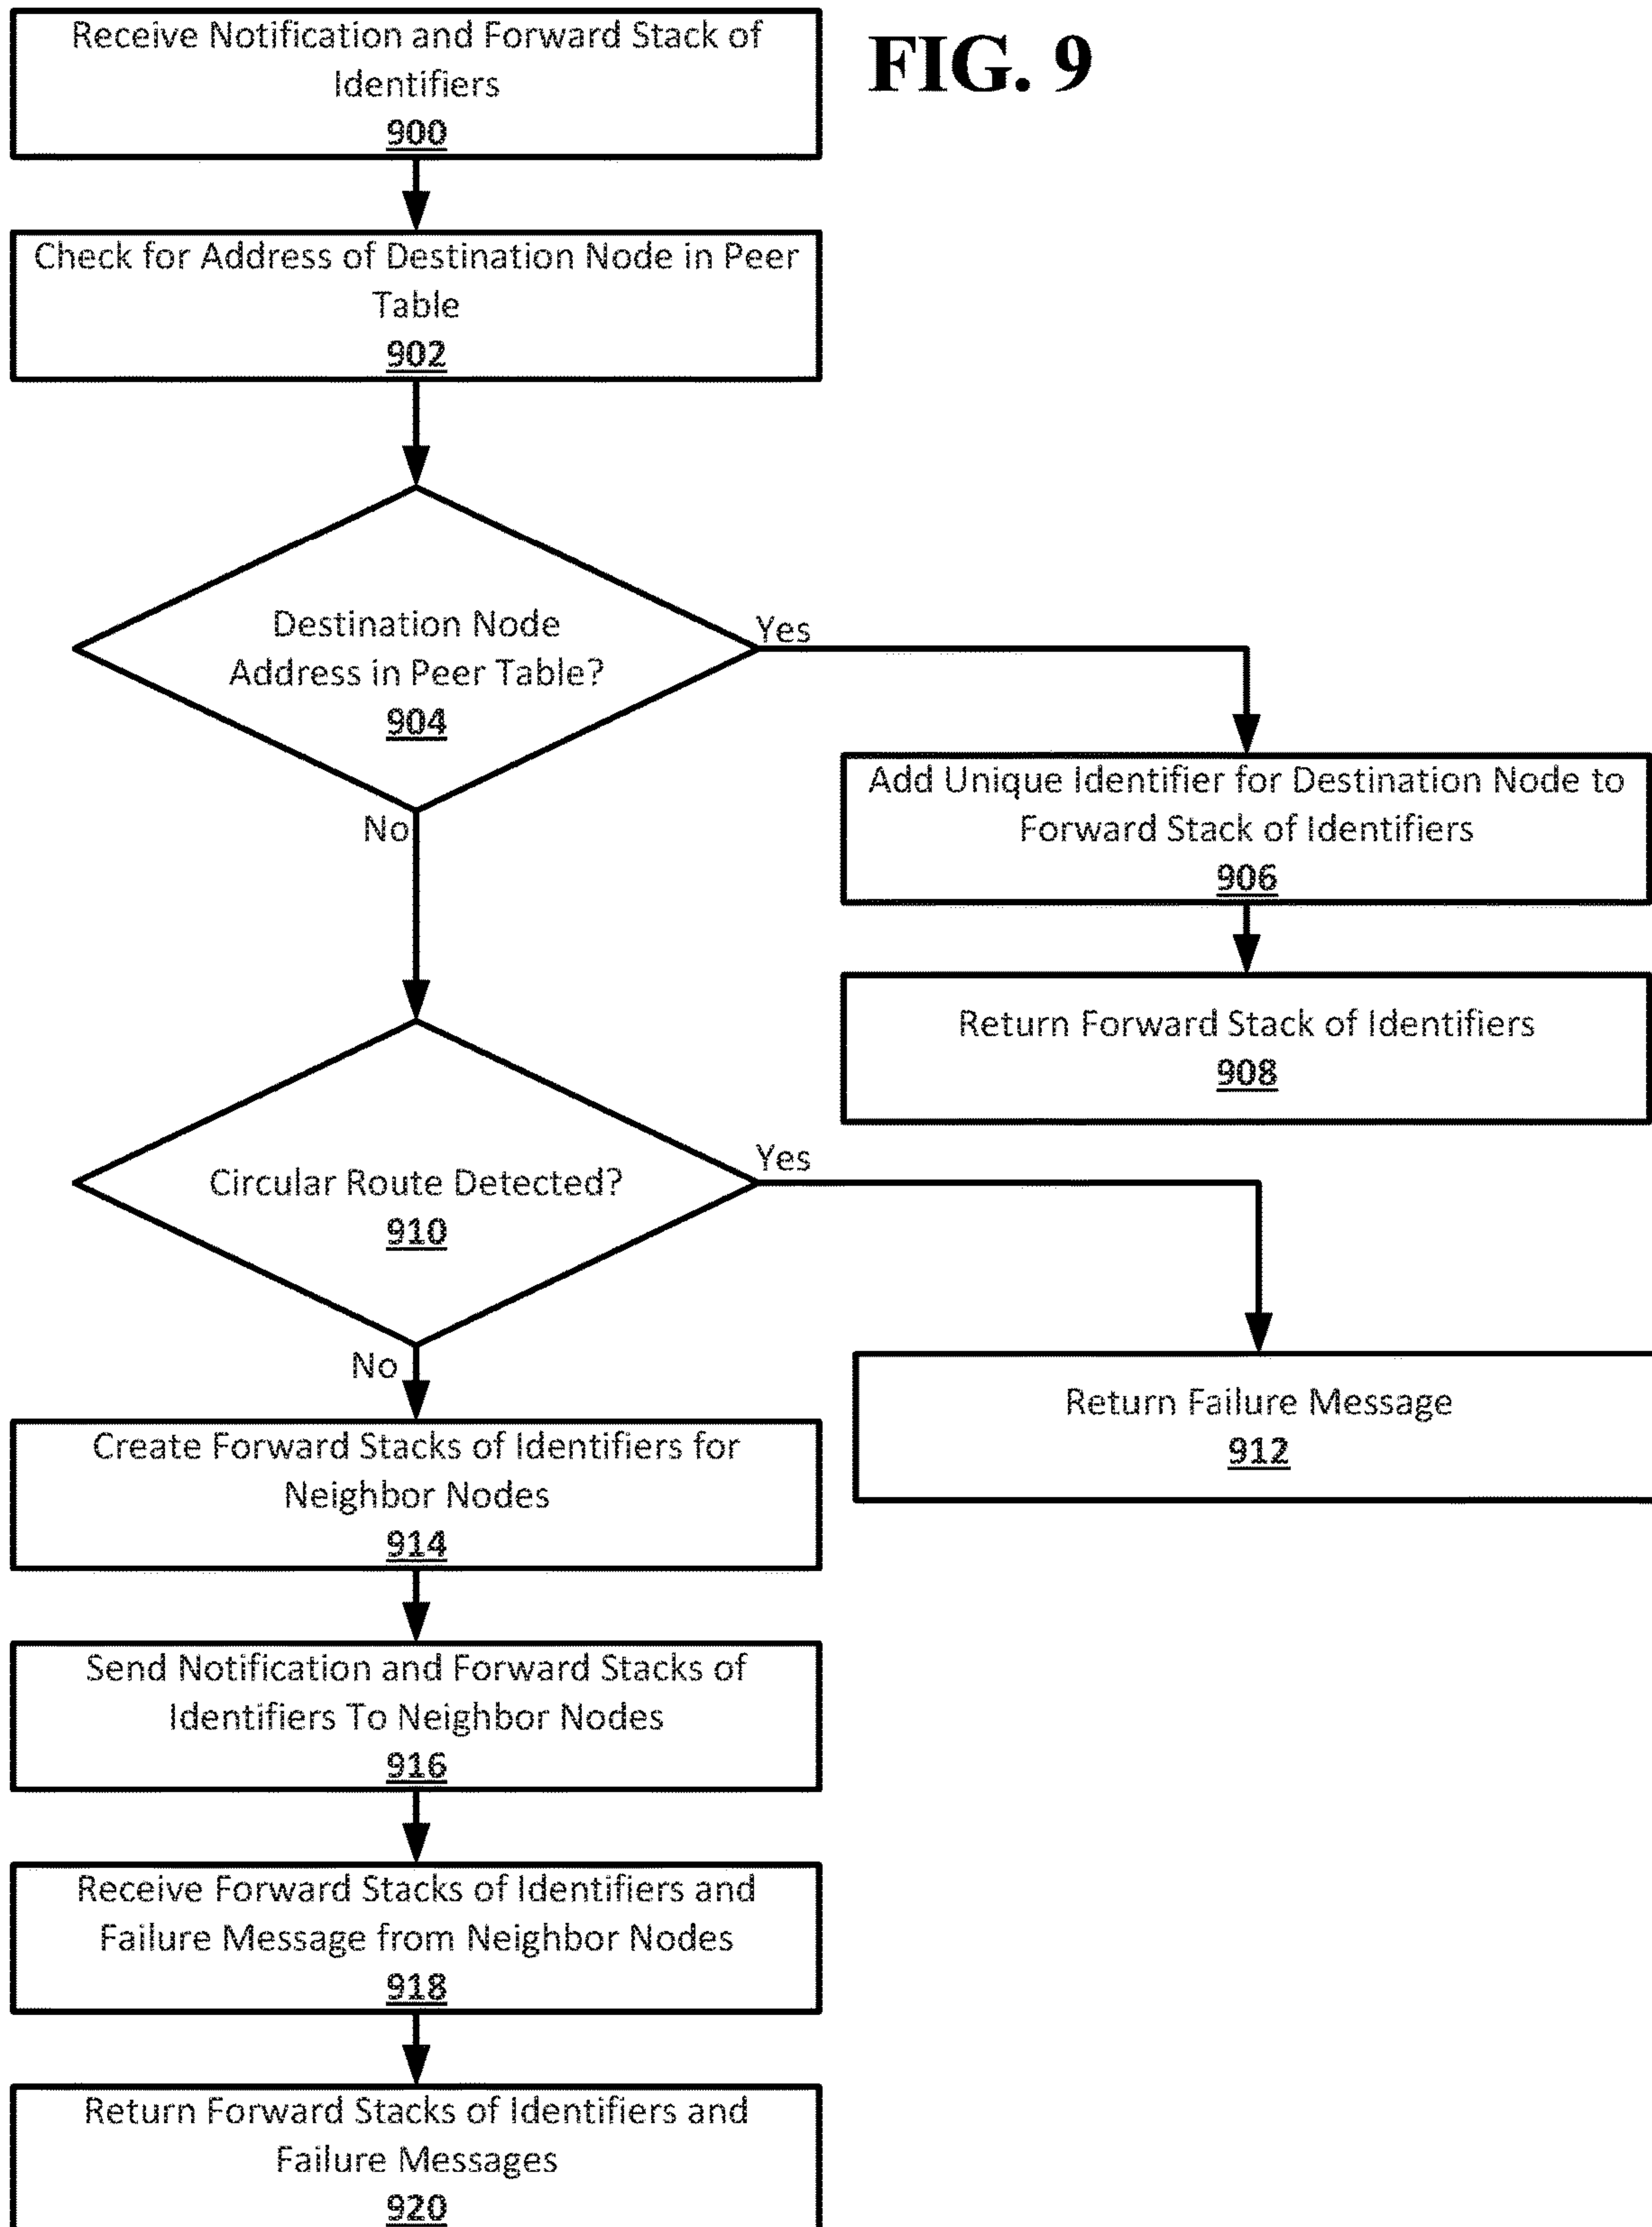 FIG. 9
Receive Notification and Forward Stack of
Identifiers
900
Check for Address of Destination Node in Peer
Table
902
Destination Node
Address in Peer Table?
904
Yes
No
Add Unique Identifier for Destination Node to
Forward Stack of Identifiers
906
Return Forward Stack of Identifiers
908
Circular Route Detected?
910
Yes
No
Return Failure Message
912
Create Forward Stacks of Identifiers for
Neighbor Nodes
914
Send Notification and Forward Stacks of
Identifiers To Neighbor Nodes
916
Receive Forward Stacks of Identifiers and
Failure Message from Neighbor Nodes
918
Return Forward Stacks of Identifiers and
Failure Messages
920